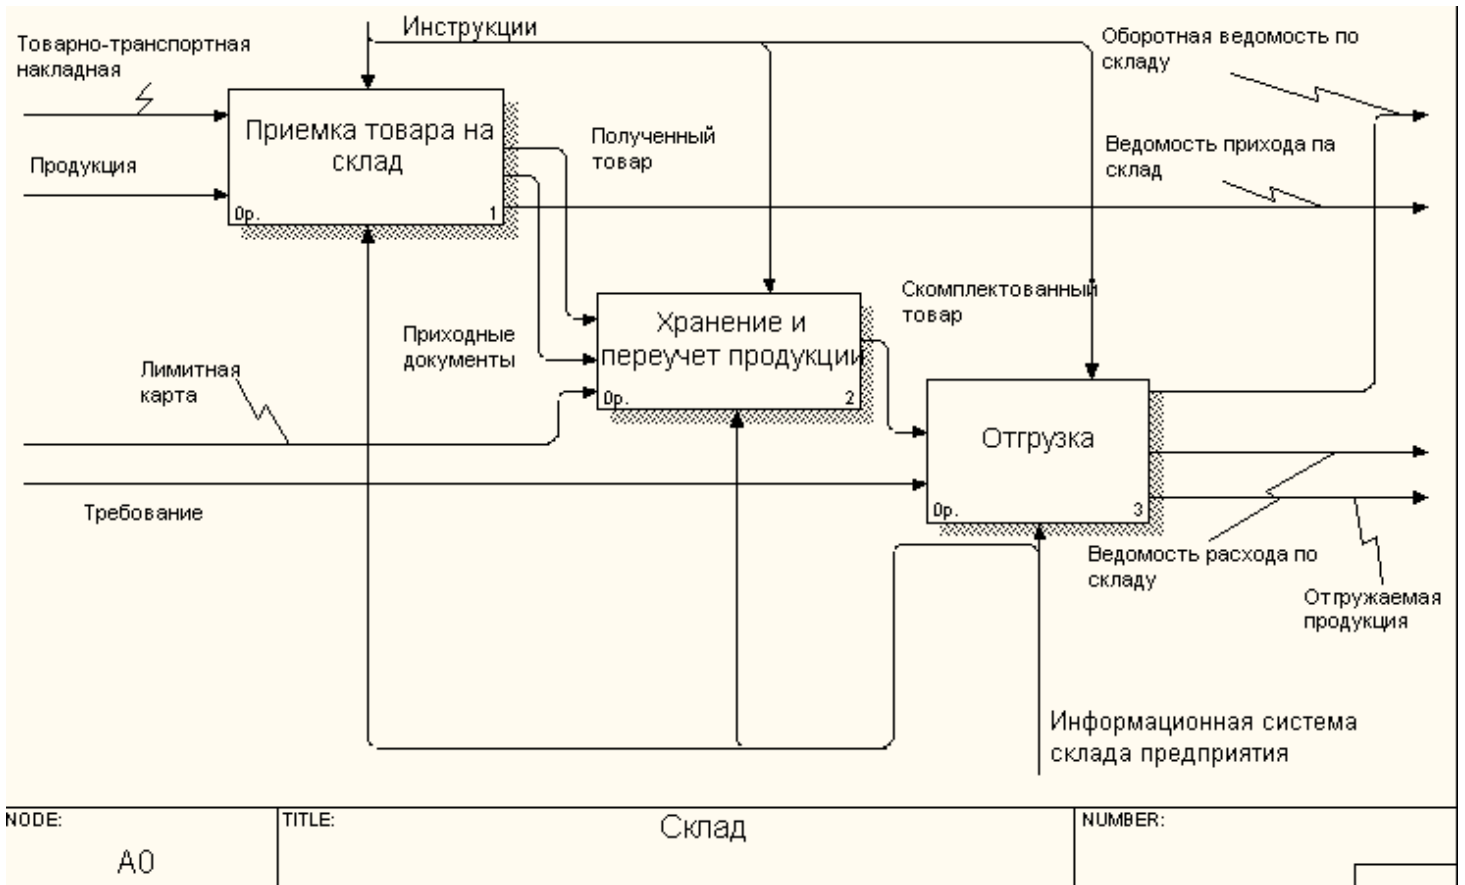 Инструкции
Товарно-транспортная
накладная
Оборотная ведомость по
складу
Приемка товара на
склад
0р.
1
Продукция
Полученный
товар
Ведомость прихода па
склад
Хранение и
переучет продукции
0р.
2
Скомплектованный
товар
Приходные
документы
Лимитная
карта
Отгрузка
0р.
3
Требование
Ведомость расхода по
складу
Отгружаемая
продукция
Информационная система
склада предприятия
NODE:
A0
TITLE:
Склад
NUMBER: